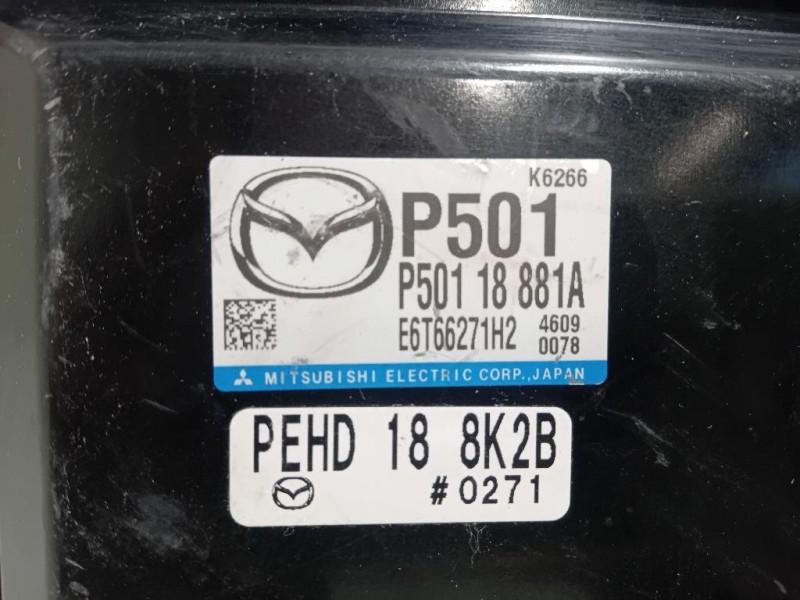 K6266
P501
P501 18 881A
E6T66271H2 4609
0078
MITSUBISHI ELECTRIC CORP., JAPAN
PEHD 18 8K2B
#0271